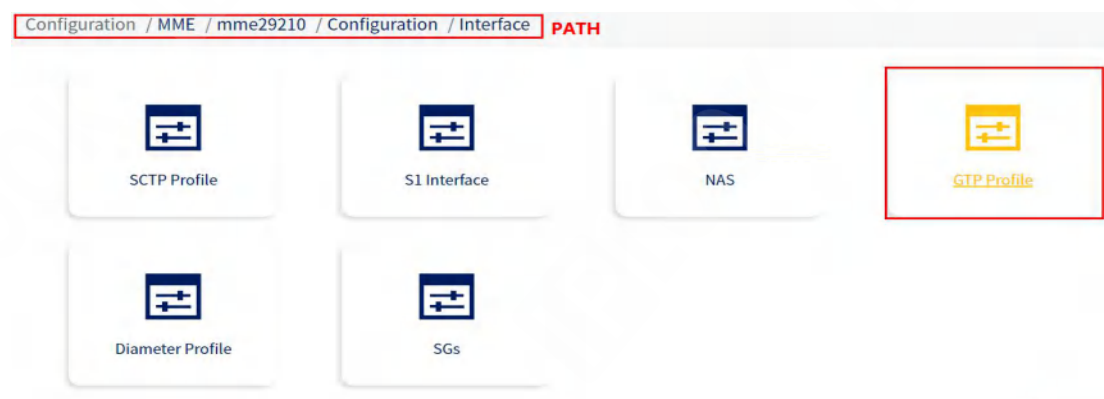 Configuration / MME / mme29210 / Configuration / Interface PATH
SCTP Profile S1 Interface NAS GTP Profile
Diameter Profile SGs